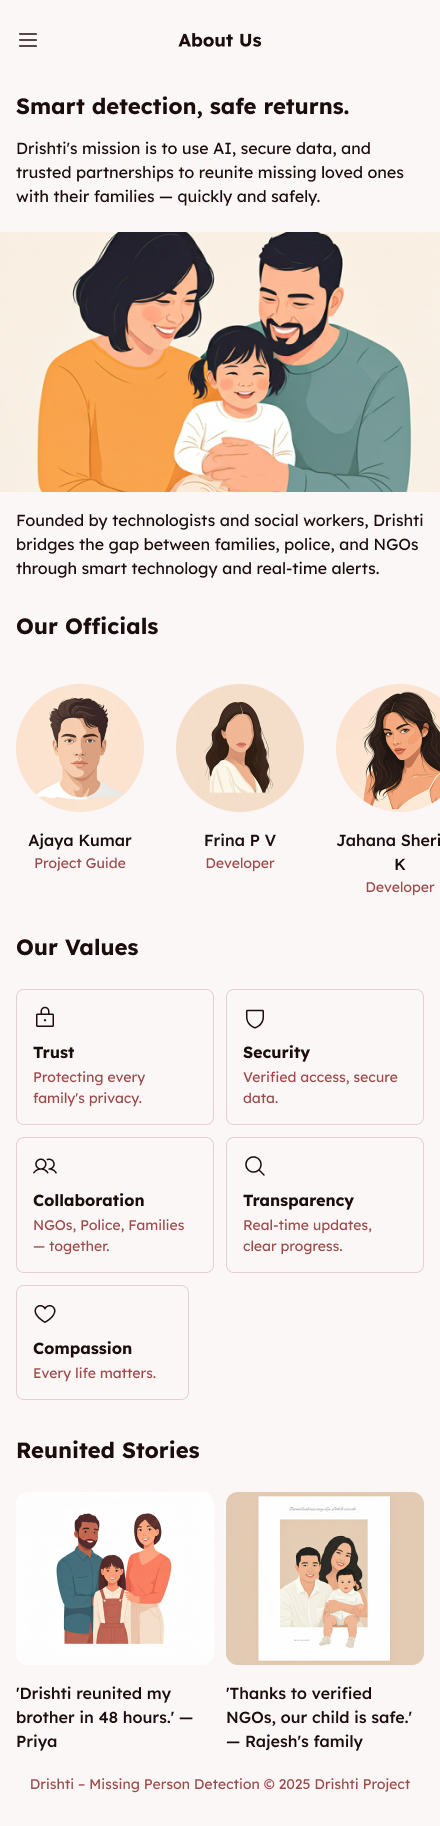 About Us
Smart detection, safe returns.
Drishti's mission is to use AI, secure data, and
trusted partnerships to reunite missing loved ones
with their families — quickly and safely.
Founded by technologists and social workers, Drishti
bridges the gap between families, police, and NGOs
through smart technology and real-time alerts.
Our Officials
Ajaya Kumar
Project Guide
Frina P V
Developer
Jahana Sheri
K
Developer
Our Values
Trust
Protecting every
family's privacy.
Security
Verified access, secure
data.
Collaboration
NGOs, Police, Families
— together.
Transparency
Real-time updates,
clear progress.
Compassion
Every life matters.
Reunited Stories
'Drishti reunited my
brother in 48 hours.' —
Priya
'Thanks to verified
NGOs, our child is safe.'
— Rajesh's family
Drishti – Missing Person Detection © 2025 Drishti Project